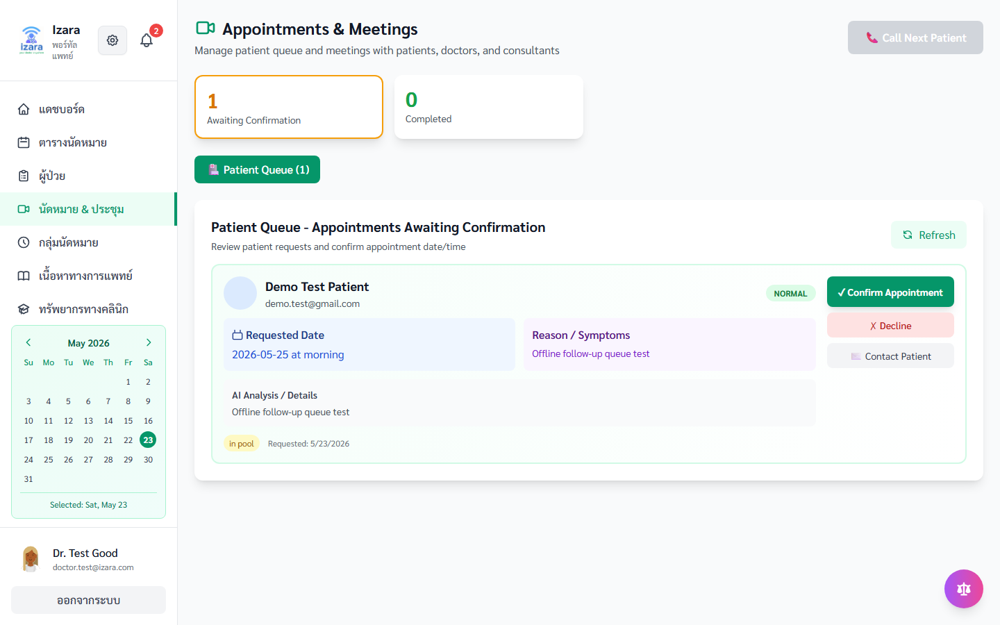 izara
Izara
พอร์ทัล
แพทย์
2
แดชบอร์ด
ตารางนัดหมาย
ผู้ป่วย
นัดหมาย & ประชุม
กลุ่มนัดหมาย
เนื้อหาทางการแพทย์
ทรัพยากรทางคลินิก
May 2026
Su Mo Tu We Th Fr Sa
1 2
3 4 5 6 7 8 9
10 11 12 13 14 15 16
17 18 19 20 21 22 23
24 25 26 27 28 29 30
31
Selected: Sat, May 23
Dr. Test Good
doctor.test@izara.com
ออกจากระบบ
Appointments & Meetings
Manage patient queue and meetings with patients, doctors, and consultants
Call Next Patient
1
Awaiting Confirmation
0
Completed
Patient Queue (1)
Patient Queue - Appointments Awaiting Confirmation
Review patient requests and confirm appointment date/time
Refresh
Demo Test Patient
demo.test@gmail.com
NORMAL
✓ Confirm Appointment
✗ Decline
Contact Patient
Requested Date
2026-05-25 at morning
Reason / Symptoms
Offline follow-up queue test
AI Analysis / Details
Offline follow-up queue test
in pool
Requested: 5/23/2026